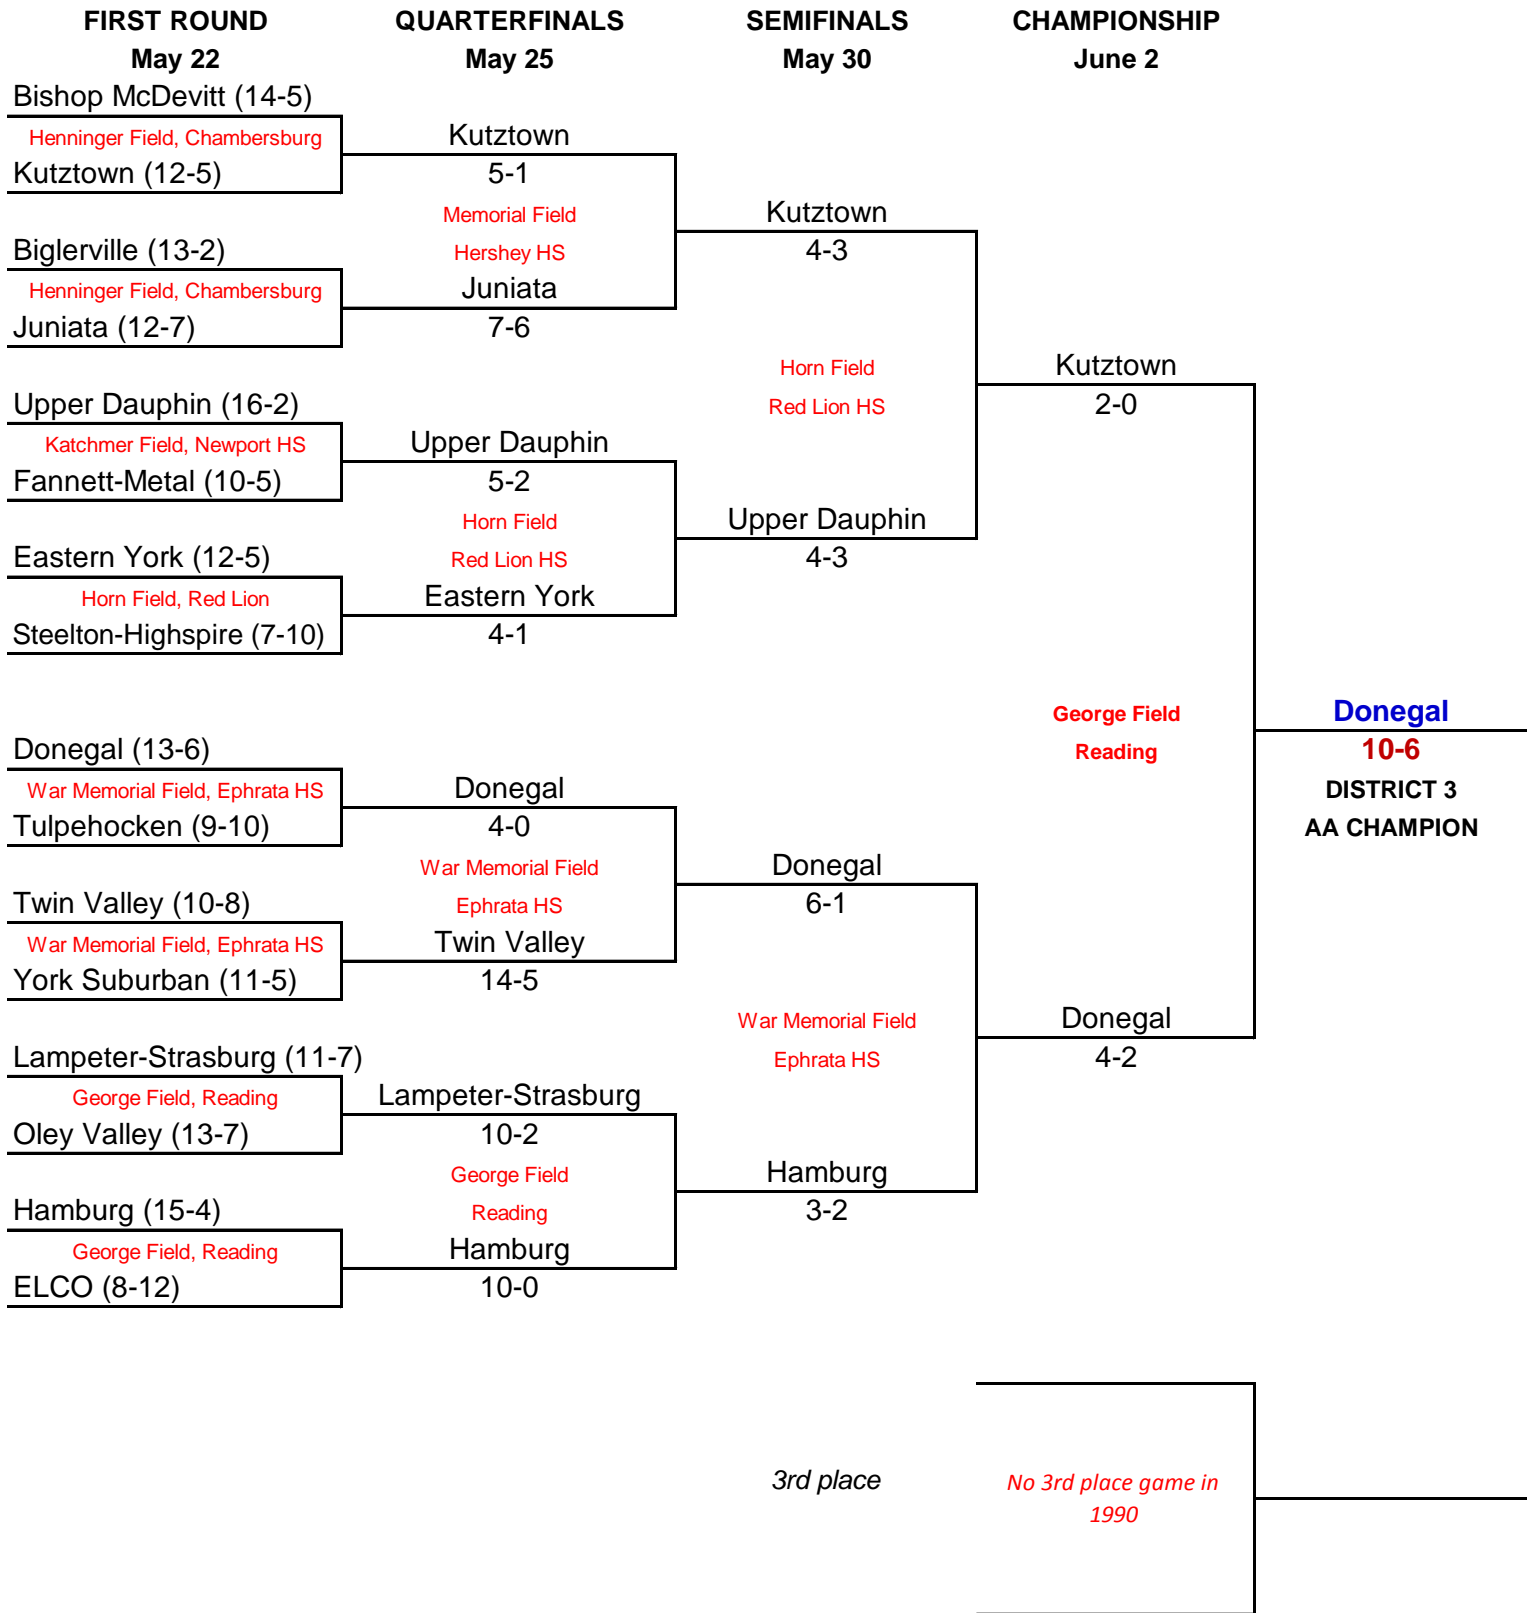 FIRST ROUND
May 22
QUARTERFINALS
May 25
SEMIFINALS
May 30
CHAMPIONSHIP
June 2
Bishop McDevitt (14-5)
Henninger Field, Chambersburg
Kutztown (12-5)
Biglerville (13-2)
Henninger Field, Chambersburg
Juniata (12-7)
Upper Dauphin (16-2)
Katchmer Field, Newport HS
Fannett-Metal (10-5)
Eastern York (12-5)
Horn Field, Red Lion
Steelton-Highspire (7-10)
Donegal (13-6)
War Memorial Field, Ephrata HS
Tulpehocken (9-10)
Twin Valley (10-8)
War Memorial Field, Ephrata HS
York Suburban (11-5)
Lampeter-Strasburg (11-7)
George Field, Reading
Oley Valley (13-7)
Hamburg (15-4)
George Field, Reading
ELCO (8-12)
Kutztown
5-1
Memorial Field
Hershey HS
Juniata
7-6
Upper Dauphin
5-2
Horn Field
Red Lion HS
Eastern York
4-1
Donegal
4-0
War Memorial Field
Ephrata HS
Twin Valley
14-5
Lampeter-Strasburg
10-2
George Field
Reading
Hamburg
10-0
Kutztown
4-3
Horn Field
Red Lion HS
Upper Dauphin
4-3
Donegal
6-1
War Memorial Field
Ephrata HS
Hamburg
3-2
Kutztown
2-0
George Field
Reading
Donegal
4-2
Donegal
10-6
DISTRICT 3
AA CHAMPION
3rd place
No 3rd place game in
1990